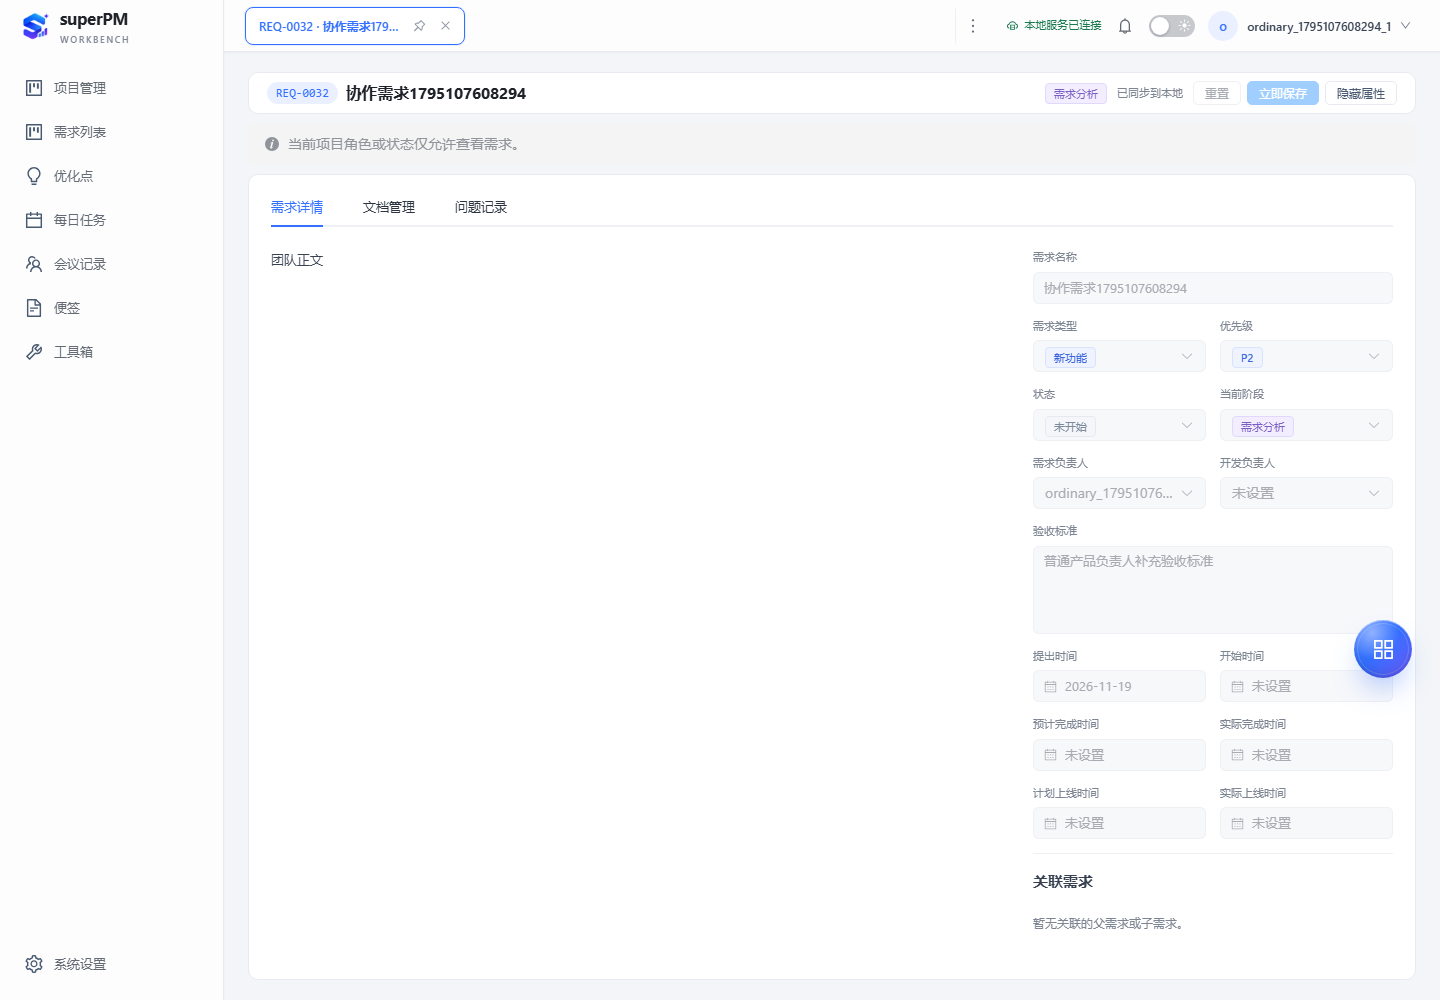 superPM
WORKBENCH
项目管理
需求列表
优化点
每日任务
会议记录
便签
工具箱
系统设置
REQ-0032 · 协作需求179...
本地服务已连接
o
ordinary_1795107608294_1
REQ-0032 协作需求1795107608294
需求分析 已同步到本地 重置 立即保存 隐藏属性
当前项目角色或状态仅允许查看需求。
需求详情 文档管理 问题记录
团队正文
需求名称
协作需求1795107608294
需求类型 优先级
新功能 P2
状态 当前阶段
未开始 需求分析
需求负责人 开发负责人
ordinary_17951076... 未设置
验收标准
普通产品负责人补充验收标准
提出时间 开始时间
2026-11-19 未设置
预计完成时间 实际完成时间
未设置 未设置
计划上线时间 实际上线时间
未设置 未设置
关联需求
暂无关联的父需求或子需求。